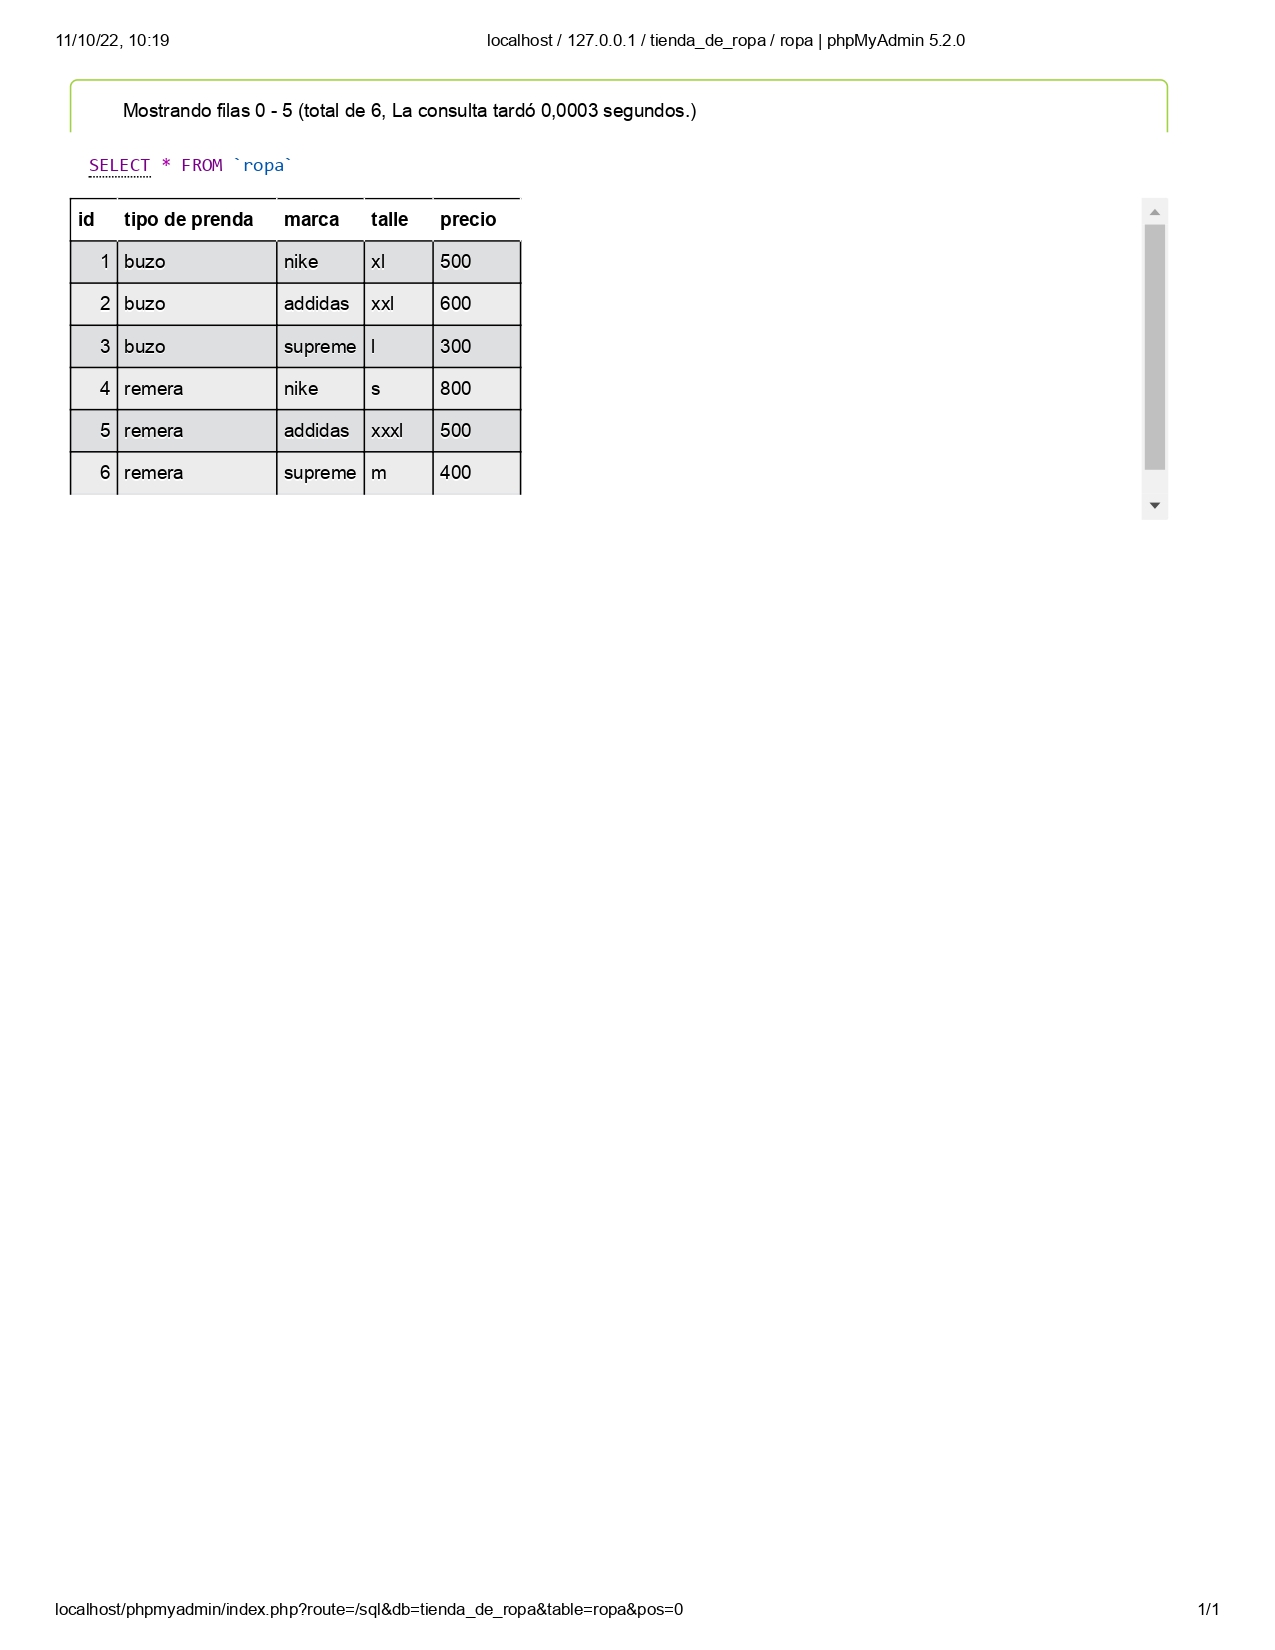 11/10/22, 10:19 localhost / 127.0.0.1 / tienda_de_ropa / ropa | phpMyAdmin 5.2.0
Mostrando filas 0 - 5 (total de 6, La consulta tardó 0,0003 segundos.)
SELECT * FROM `ropa`
id tipo de prenda marca talle precio
1 buzo nike xl 500
2 buzo addidas xxl 600
3 buzo supreme l 300
4 remera nike s 800
5 remera addidas xxxl 500
6 remera supreme m 400
localhost/phpmyadmin/index.php?route=/sql&db=tienda_de_ropa&table=ropa&pos=0 1/1